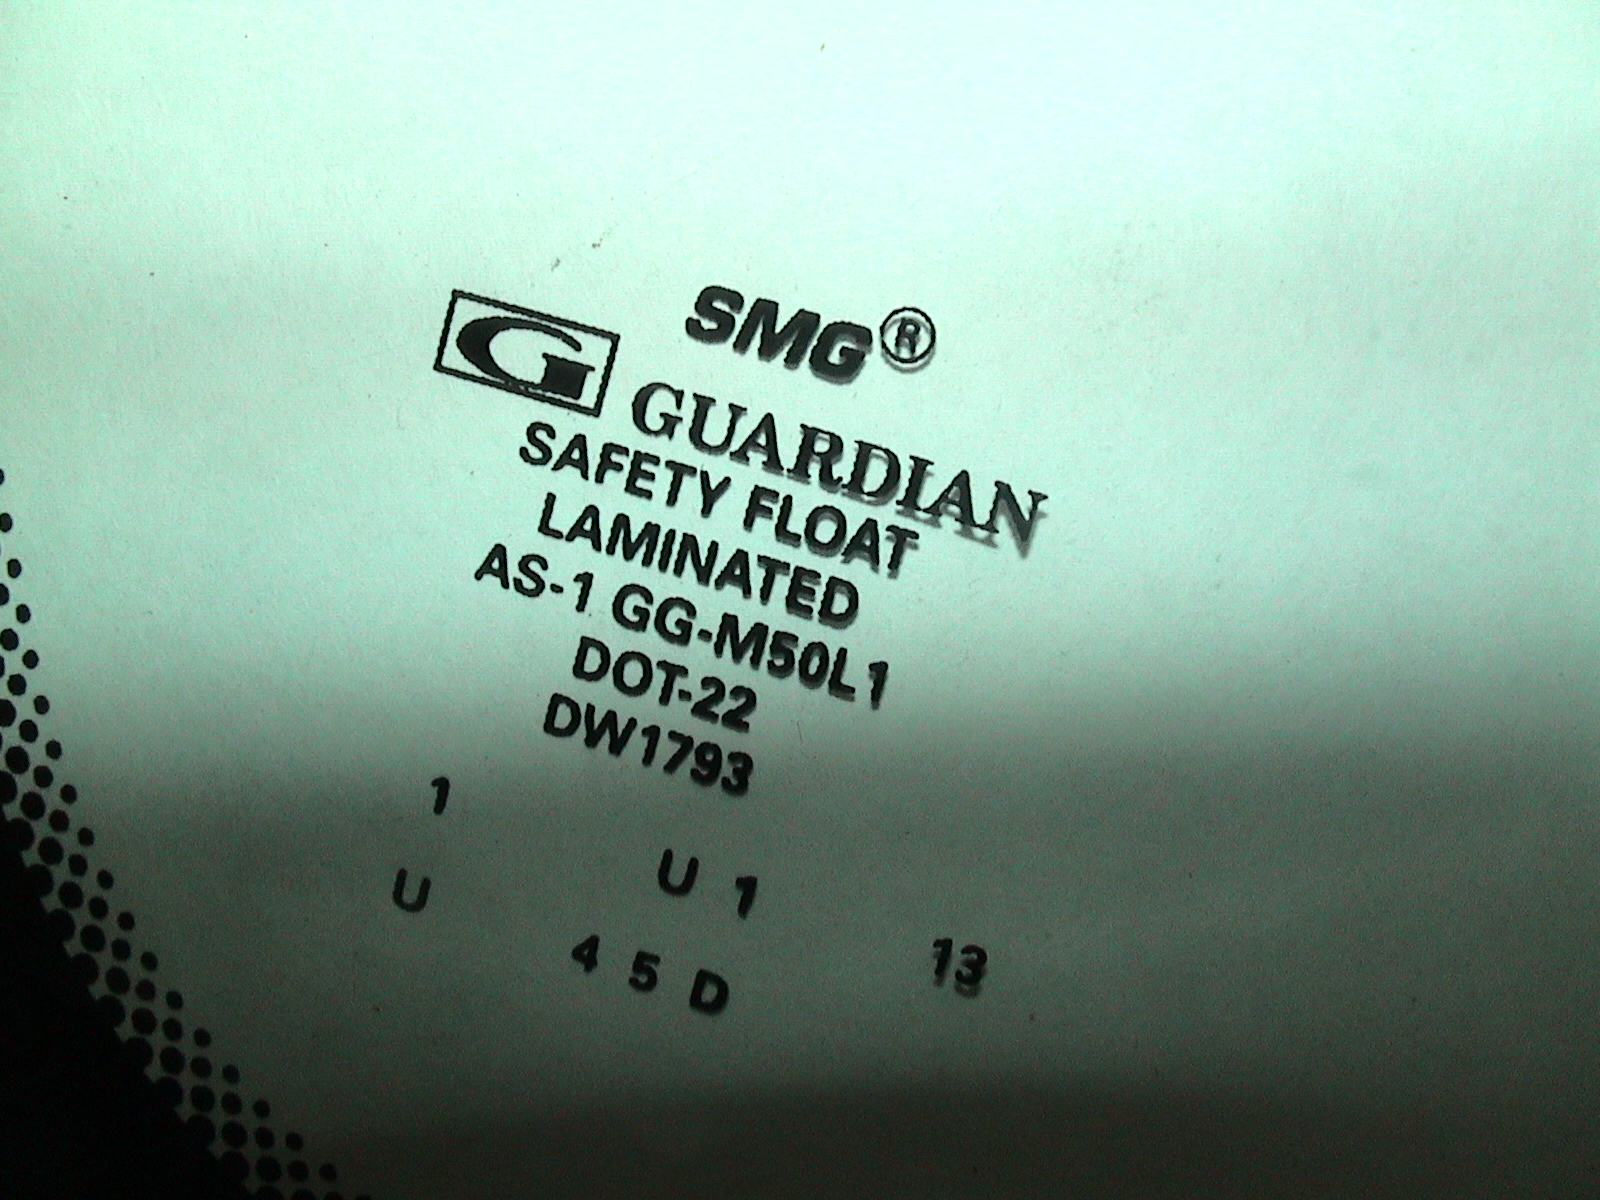 SMG®
G GUARDIAN
SAFETY FLOAT
LAMINATED
AS-1 GG-M50L1
DOT-22
DW1793
1
U U 1
4 5 D 13